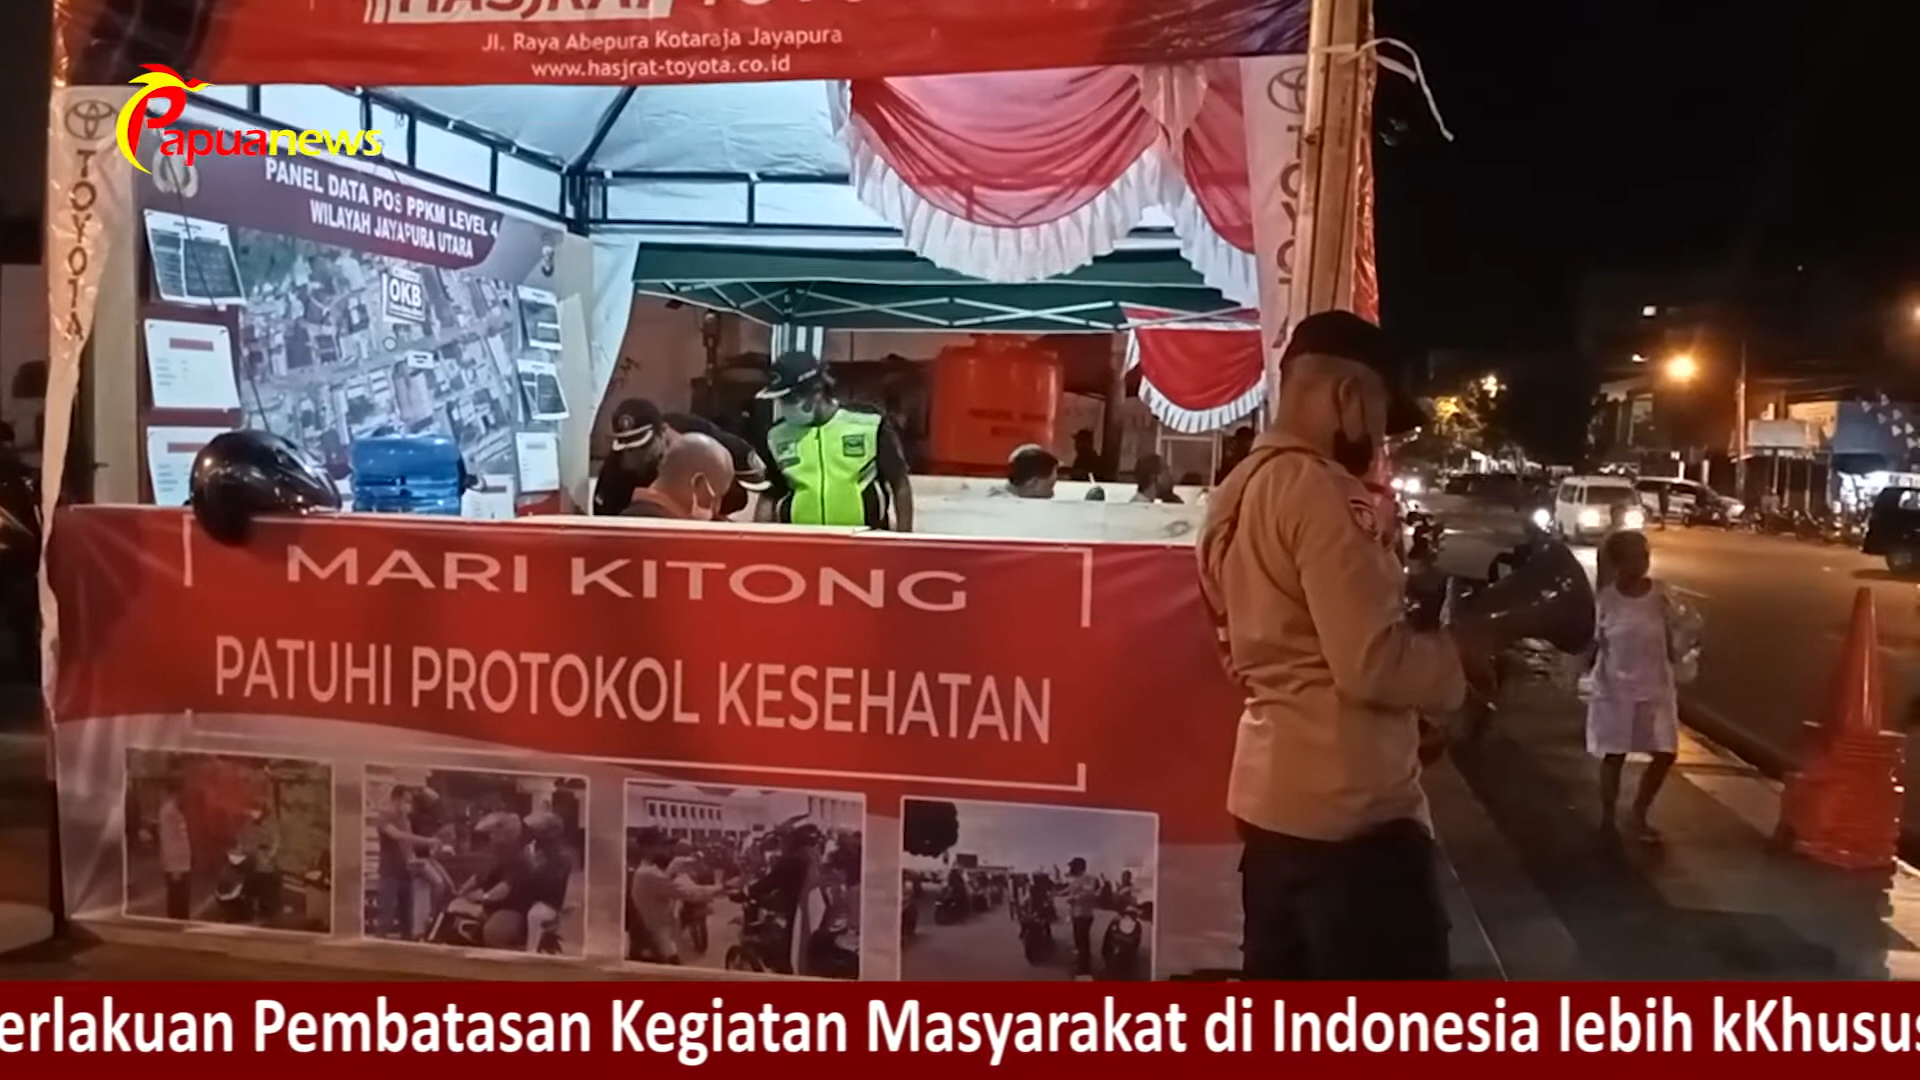 HASJRAT TOYOTA
Jl. Raya Abepura Kotaraja Jayapura
www.hasjrat-toyota.co.id
Papuanews
TOYOTA
PANEL DATA POS PPKM LEVEL 4
WILAYAH JAYAPURA UTARA
OKB
MARI KITONG
PATUHI PROTOKOL KESEHATAN
erlakuan Pembatasan Kegiatan Masyarakat di Indonesia lebih kKhusus